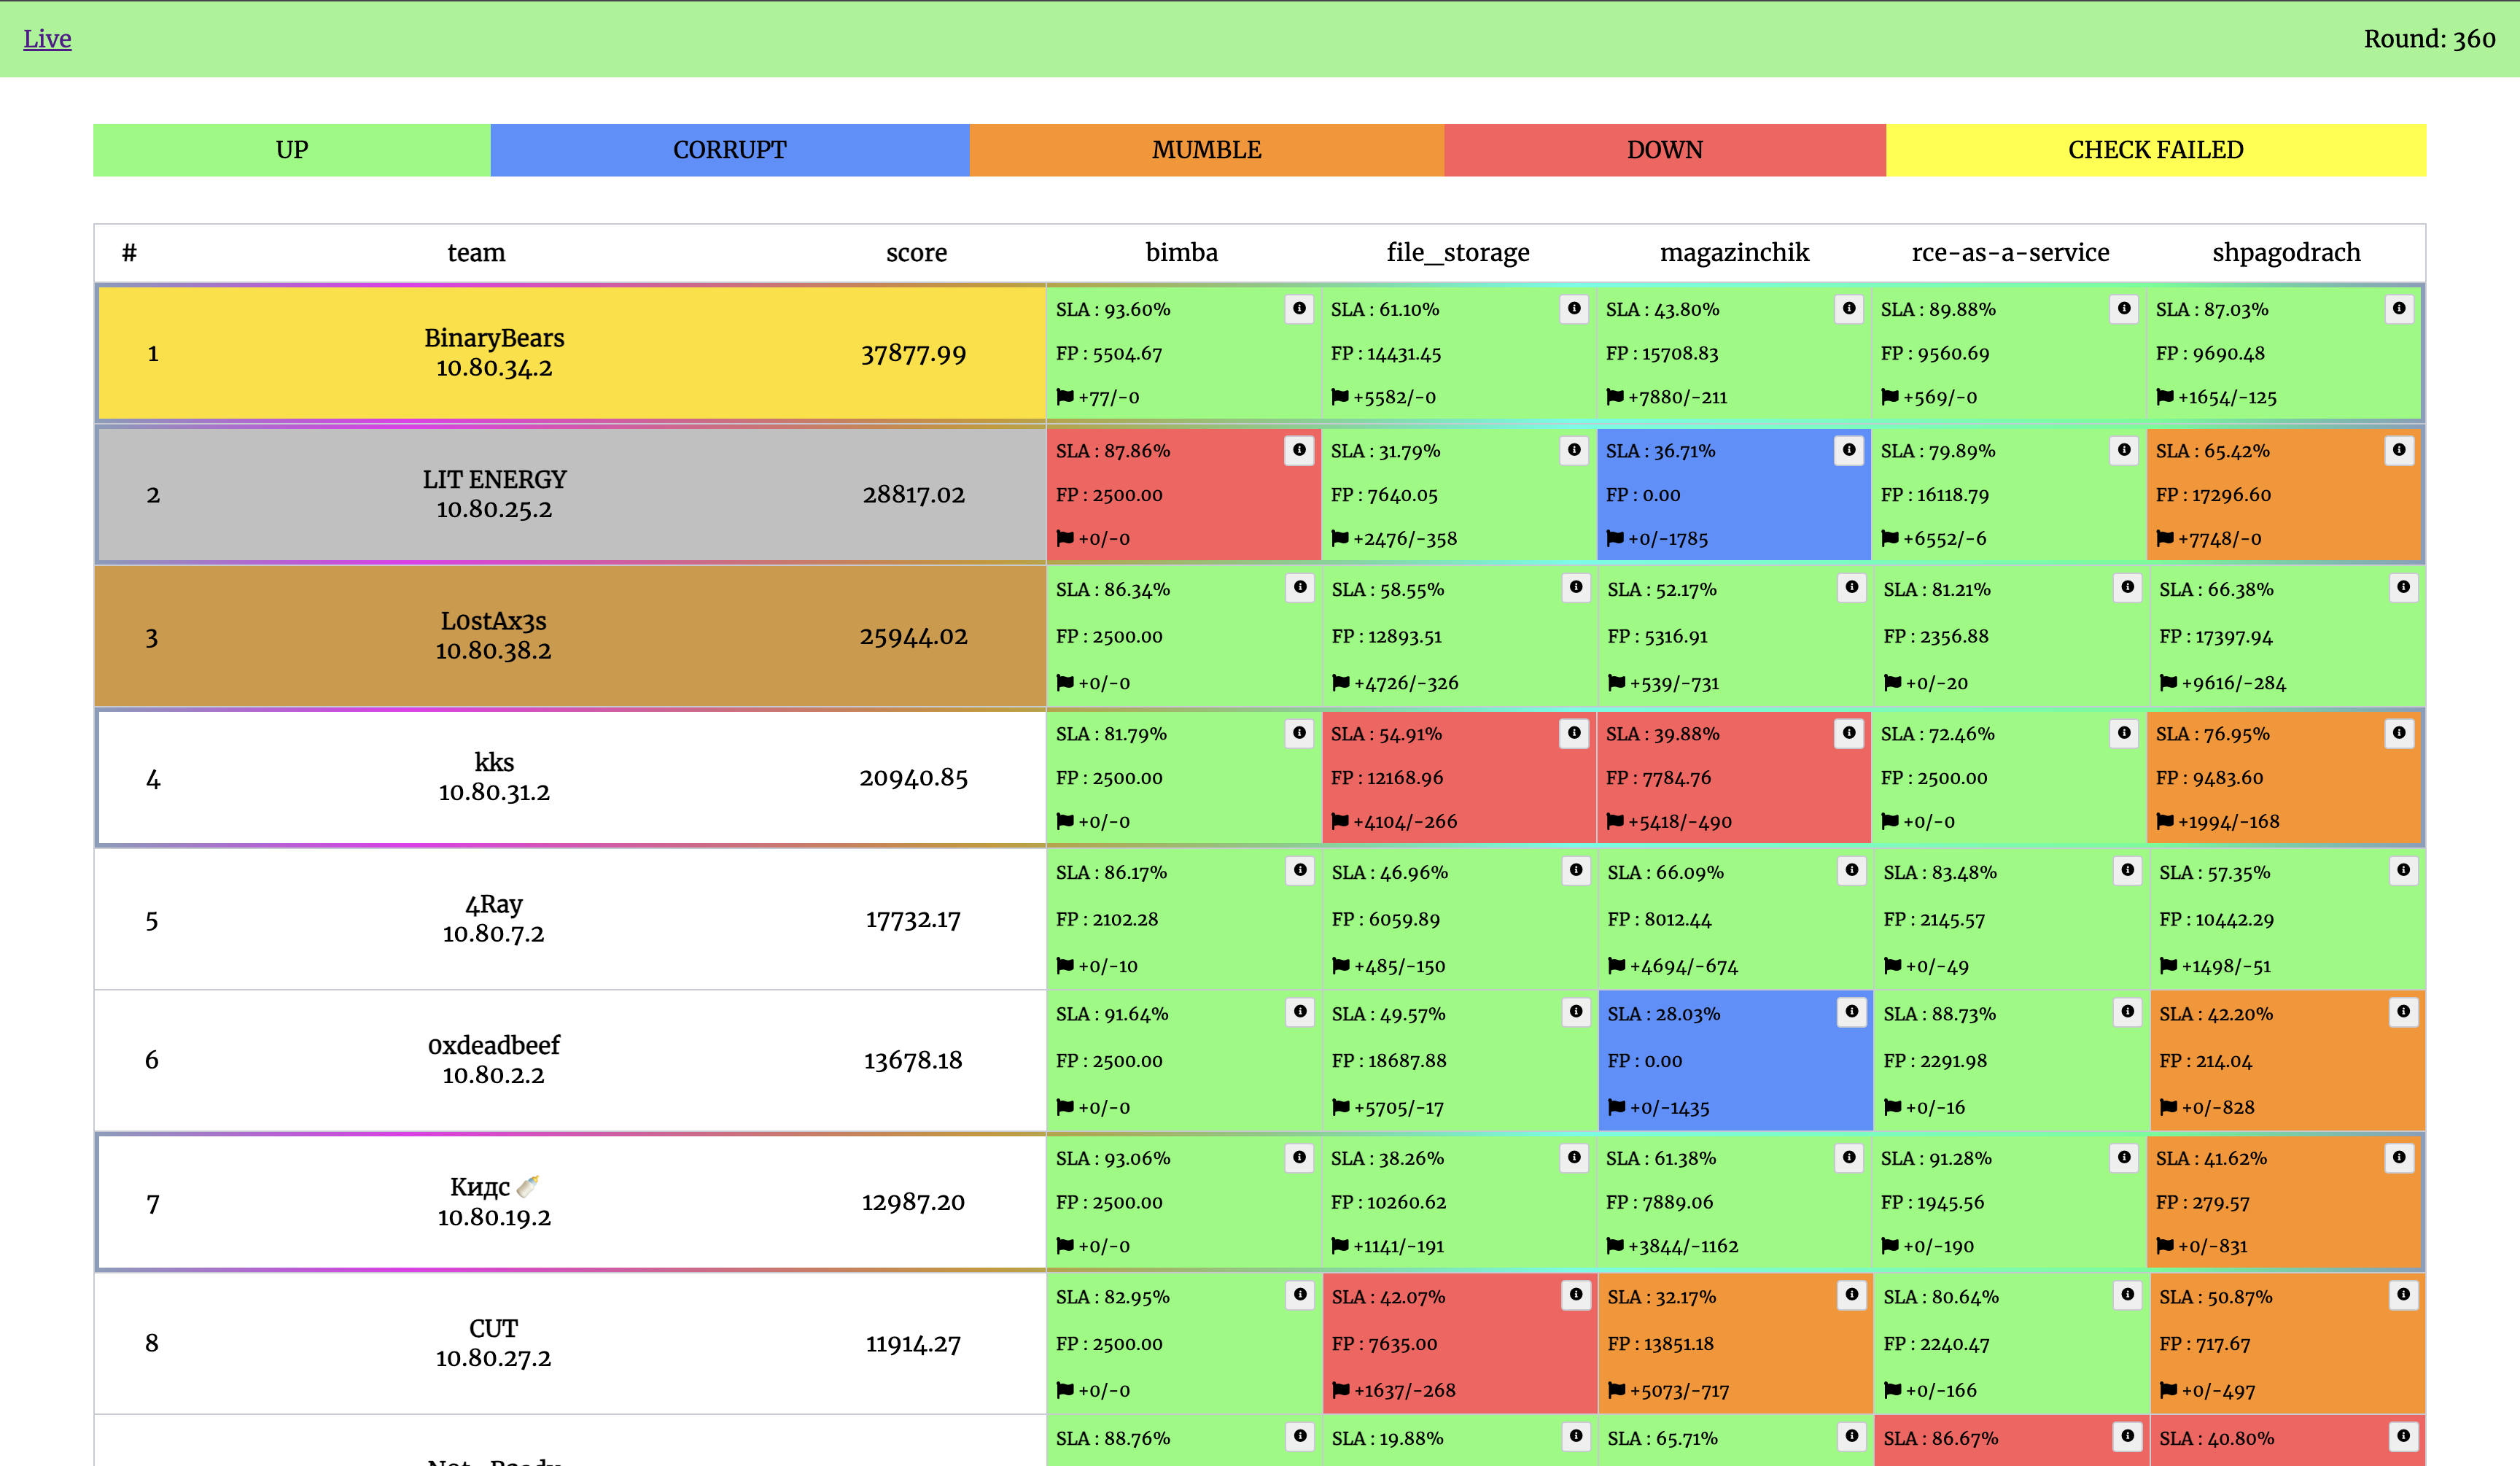 Live
Round: 360
UP CORRUPT MUMBLE DOWN CHECK FAILED
# team score bimba file_storage magazinchik rce-as-a-service shpagodrach
1
BinaryBears
10.80.34.2
37877.99
SLA : 93.60%
FP : 5504.67
+77/-0
SLA : 61.10%
FP : 14431.45
+5582/-0
SLA : 43.80%
FP : 15708.83
+7880/-211
SLA : 89.88%
FP : 9560.69
+569/-0
SLA : 87.03%
FP : 9690.48
+1654/-125
2
LIT ENERGY
10.80.25.2
28817.02
SLA : 87.86%
FP : 2500.00
+0/-0
SLA : 31.79%
FP : 7640.05
+2476/-358
SLA : 36.71%
FP : 0.00
+0/-1785
SLA : 79.89%
FP : 16118.79
+6552/-6
SLA : 65.42%
FP : 17296.60
+7748/-0
3
L0stAx3s
10.80.38.2
25944.02
SLA : 86.34%
FP : 2500.00
+0/-0
SLA : 58.55%
FP : 12893.51
+4726/-326
SLA : 52.17%
FP : 5316.91
+539/-731
SLA : 81.21%
FP : 2356.88
+0/-20
SLA : 66.38%
FP : 17397.94
+9616/-284
4
kks
10.80.31.2
20940.85
SLA : 81.79%
FP : 2500.00
+0/-0
SLA : 54.91%
FP : 12168.96
+4104/-266
SLA : 39.88%
FP : 7784.76
+5418/-490
SLA : 72.46%
FP : 2500.00
+0/-0
SLA : 76.95%
FP : 9483.60
+1994/-168
5
4Ray
10.80.7.2
17732.17
SLA : 86.17%
FP : 2102.28
+0/-10
SLA : 46.96%
FP : 6059.89
+485/-150
SLA : 66.09%
FP : 8012.44
+4694/-674
SLA : 83.48%
FP : 2145.57
+0/-49
SLA : 57.35%
FP : 10442.29
+1498/-51
6
0xdeadbeef
10.80.2.2
13678.18
SLA : 91.64%
FP : 2500.00
+0/-0
SLA : 49.57%
FP : 18687.88
+5705/-17
SLA : 28.03%
FP : 0.00
+0/-1435
SLA : 88.73%
FP : 2291.98
+0/-16
SLA : 42.20%
FP : 214.04
+0/-828
7
Кидс 🍼
10.80.19.2
12987.20
SLA : 93.06%
FP : 2500.00
+0/-0
SLA : 38.26%
FP : 10260.62
+1141/-191
SLA : 61.38%
FP : 7889.06
+3844/-1162
SLA : 91.28%
FP : 1945.56
+0/-190
SLA : 41.62%
FP : 279.57
+0/-831
8
CUT
10.80.27.2
11914.27
SLA : 82.95%
FP : 2500.00
+0/-0
SLA : 42.07%
FP : 7635.00
+1637/-268
SLA : 32.17%
FP : 13851.18
+5073/-717
SLA : 80.64%
FP : 2240.47
+0/-166
SLA : 50.87%
FP : 717.67
+0/-497
SLA : 88.76%
SLA : 19.88%
SLA : 65.71%
SLA : 86.67%
SLA : 40.80%